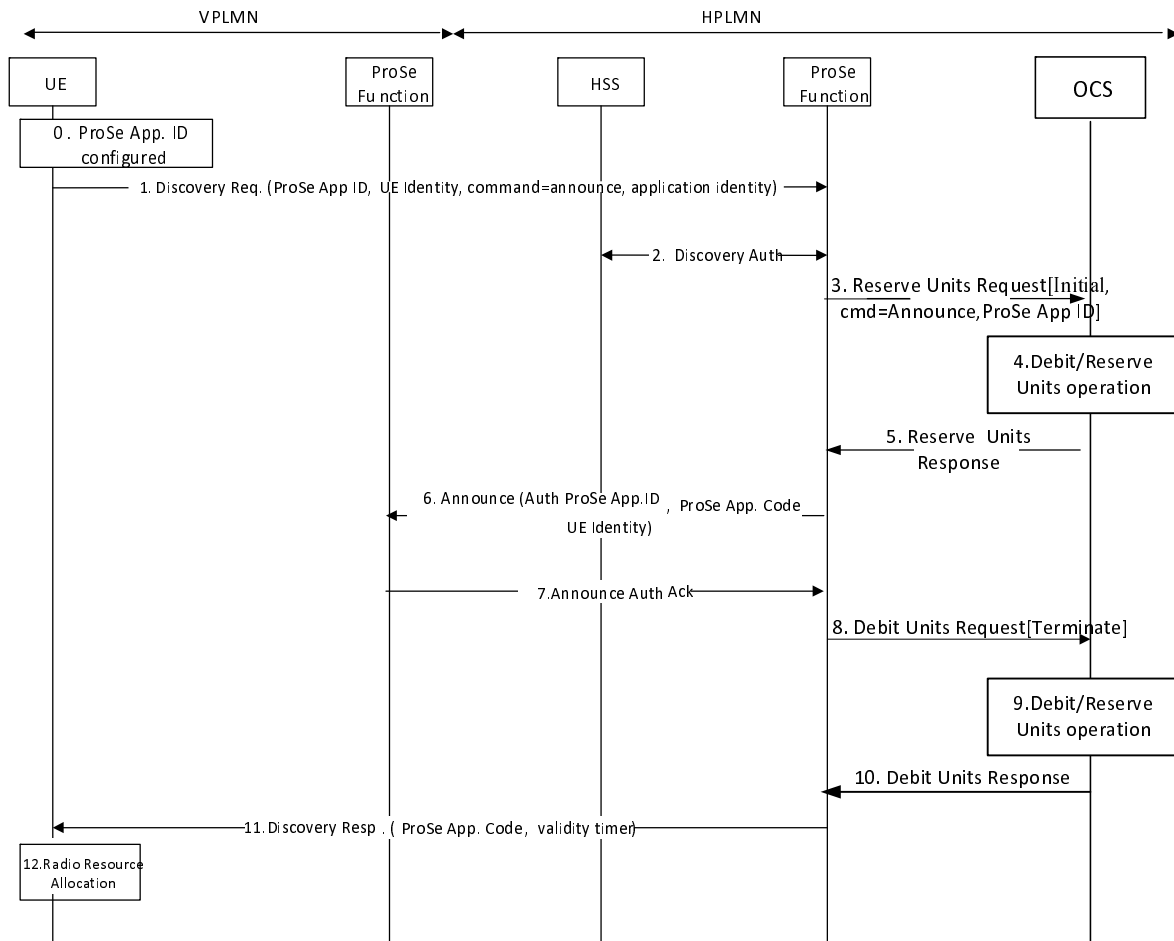 VPLMN
HPLMN
UE
ProSe
Function
HSS
ProSe
Function
OCS
0 . ProSe App. ID
configured
1. Discovery Req. (ProSe App ID, UE Identity, command=announce, application identity)
2. Discovery Auth
3. Reserve Units Request[Initial,
cmd=Announce,ProSe App ID]
4.Debit/Reserve
Units operation
5. Reserve Units
Response
6. Announce (Auth ProSe App.ID , ProSe App. Code
UE Identity)
7.Announce Auth Ack
8. Debit Units Request[Terminate]
9.Debit/Reserve
Units operation
10. Debit Units Response
11.Discovery Resp . ( ProSe App. Code, validity timer)
12.Radio Resource
Allocation